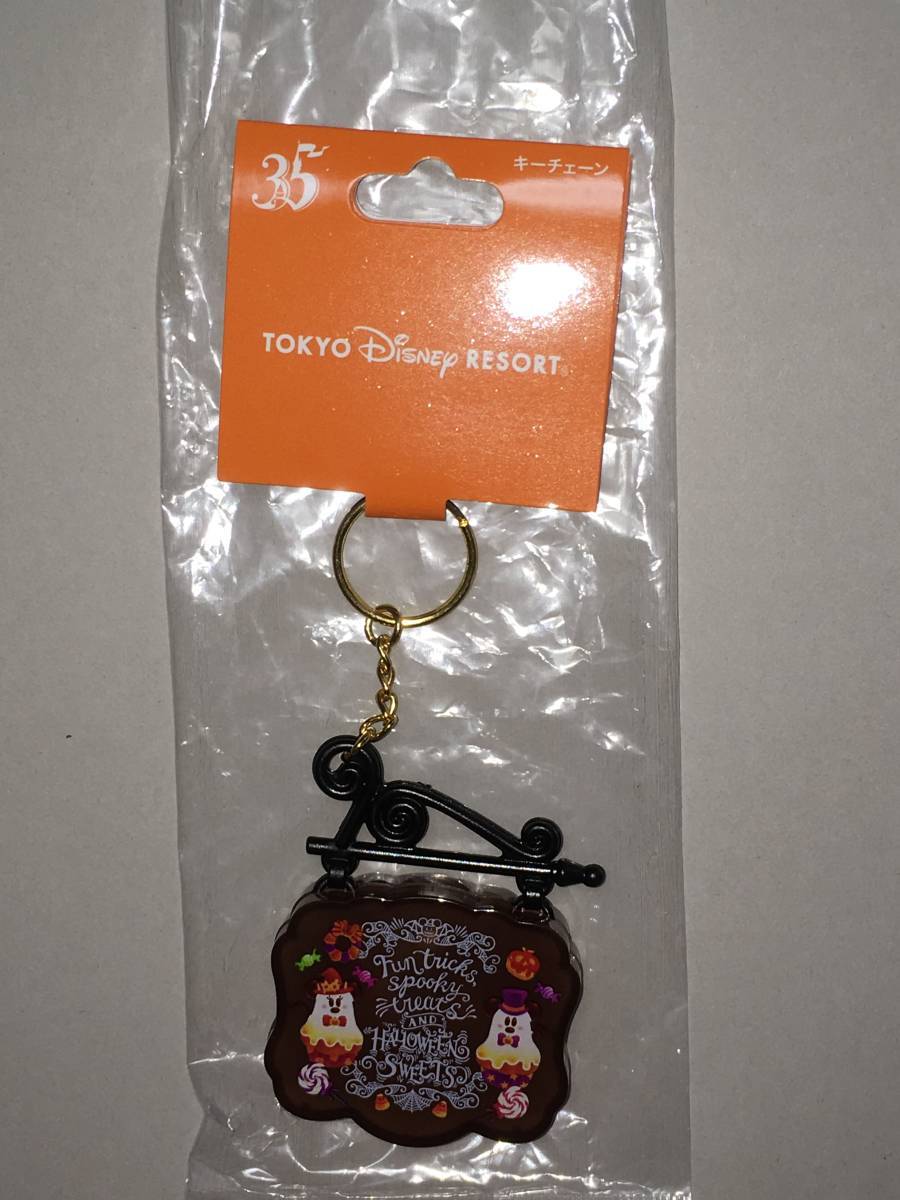 35
キーチェーン
TOKYO Disney RESORT®
Fun tricks,
spooky
treats
AND
HALLOWEEN
SWEETS